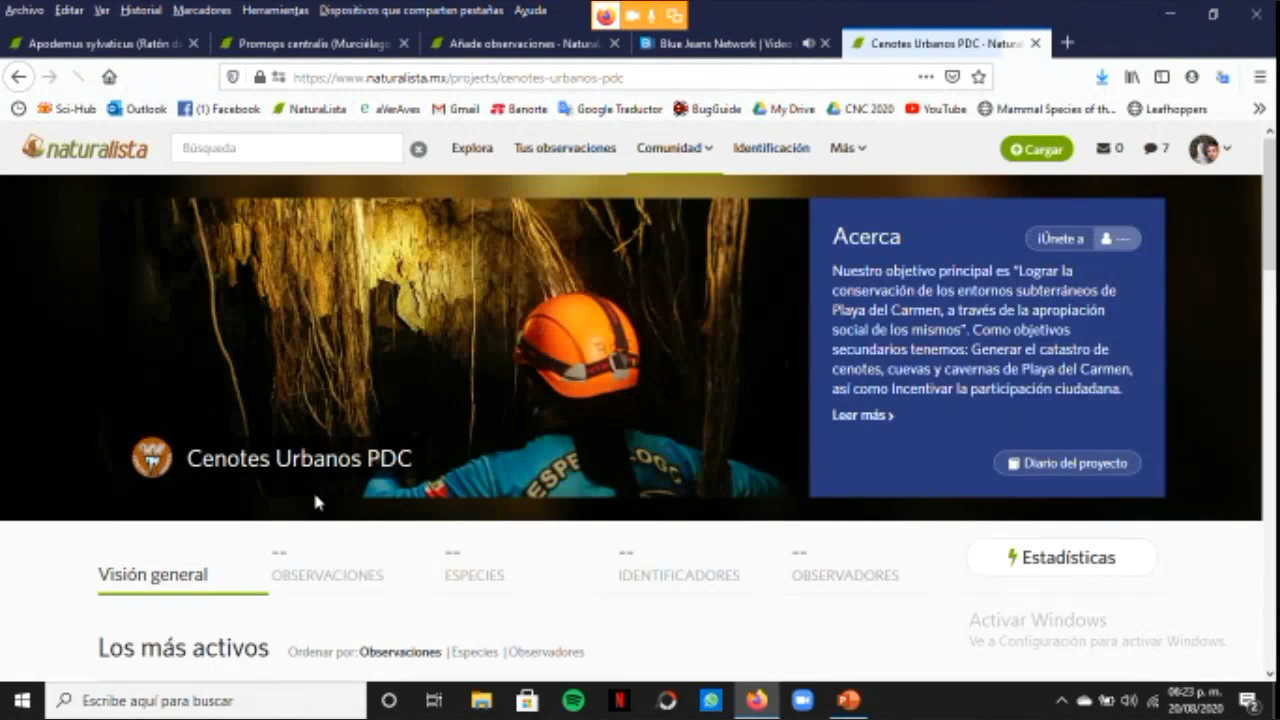 Archivo Editar Ver Historial Marcadores Herramientas Dispositivos que comparten pestañas Ayuda
Apodemus sylvaticus (Ratón d
Promops centralis (Murciélago
Añade observaciones - Natural
Blue Jeans Network | Video
Cenotes Urbanos PDC - Natural
https://www.naturalista.mx/projects/cenotes-urbanos-pdc
Sci-Hub Outlook (1) Facebook NaturaLista aVerAves Gmail Banorte Google Traductor BugGuide My Drive CNC 2020 YouTube Mammal Species of th... Leafhoppers
naturalista Búsqueda Explora Tus observaciones Comunidad Identificación Más Cargar 0 7
Acerca
¡Únete a ---
Nuestro objetivo principal es "Lograr la
conservación de los entornos subterráneos de
Playa del Carmen, a través de la apropiación
social de los mismos". Como objetivos
secundarios tenemos: Generar el catastro de
cenotes, cuevas y cavernas de Playa del Carmen,
así como Incentivar la participación ciudadana.
Leer más >
Diario del proyecto
ESPELEÓLOGO
Cenotes Urbanos PDC
Visión general
-- OBSERVACIONES
-- ESPECIES
-- IDENTIFICADORES
-- OBSERVADORES
Estadísticas
Activar Windows
Ve a Configuración para activar Windows.
Los más activos Ordenar por: Observaciones | Especies | Observadores
Escribe aquí para buscar
06:23 p. m.
20/08/2020
2